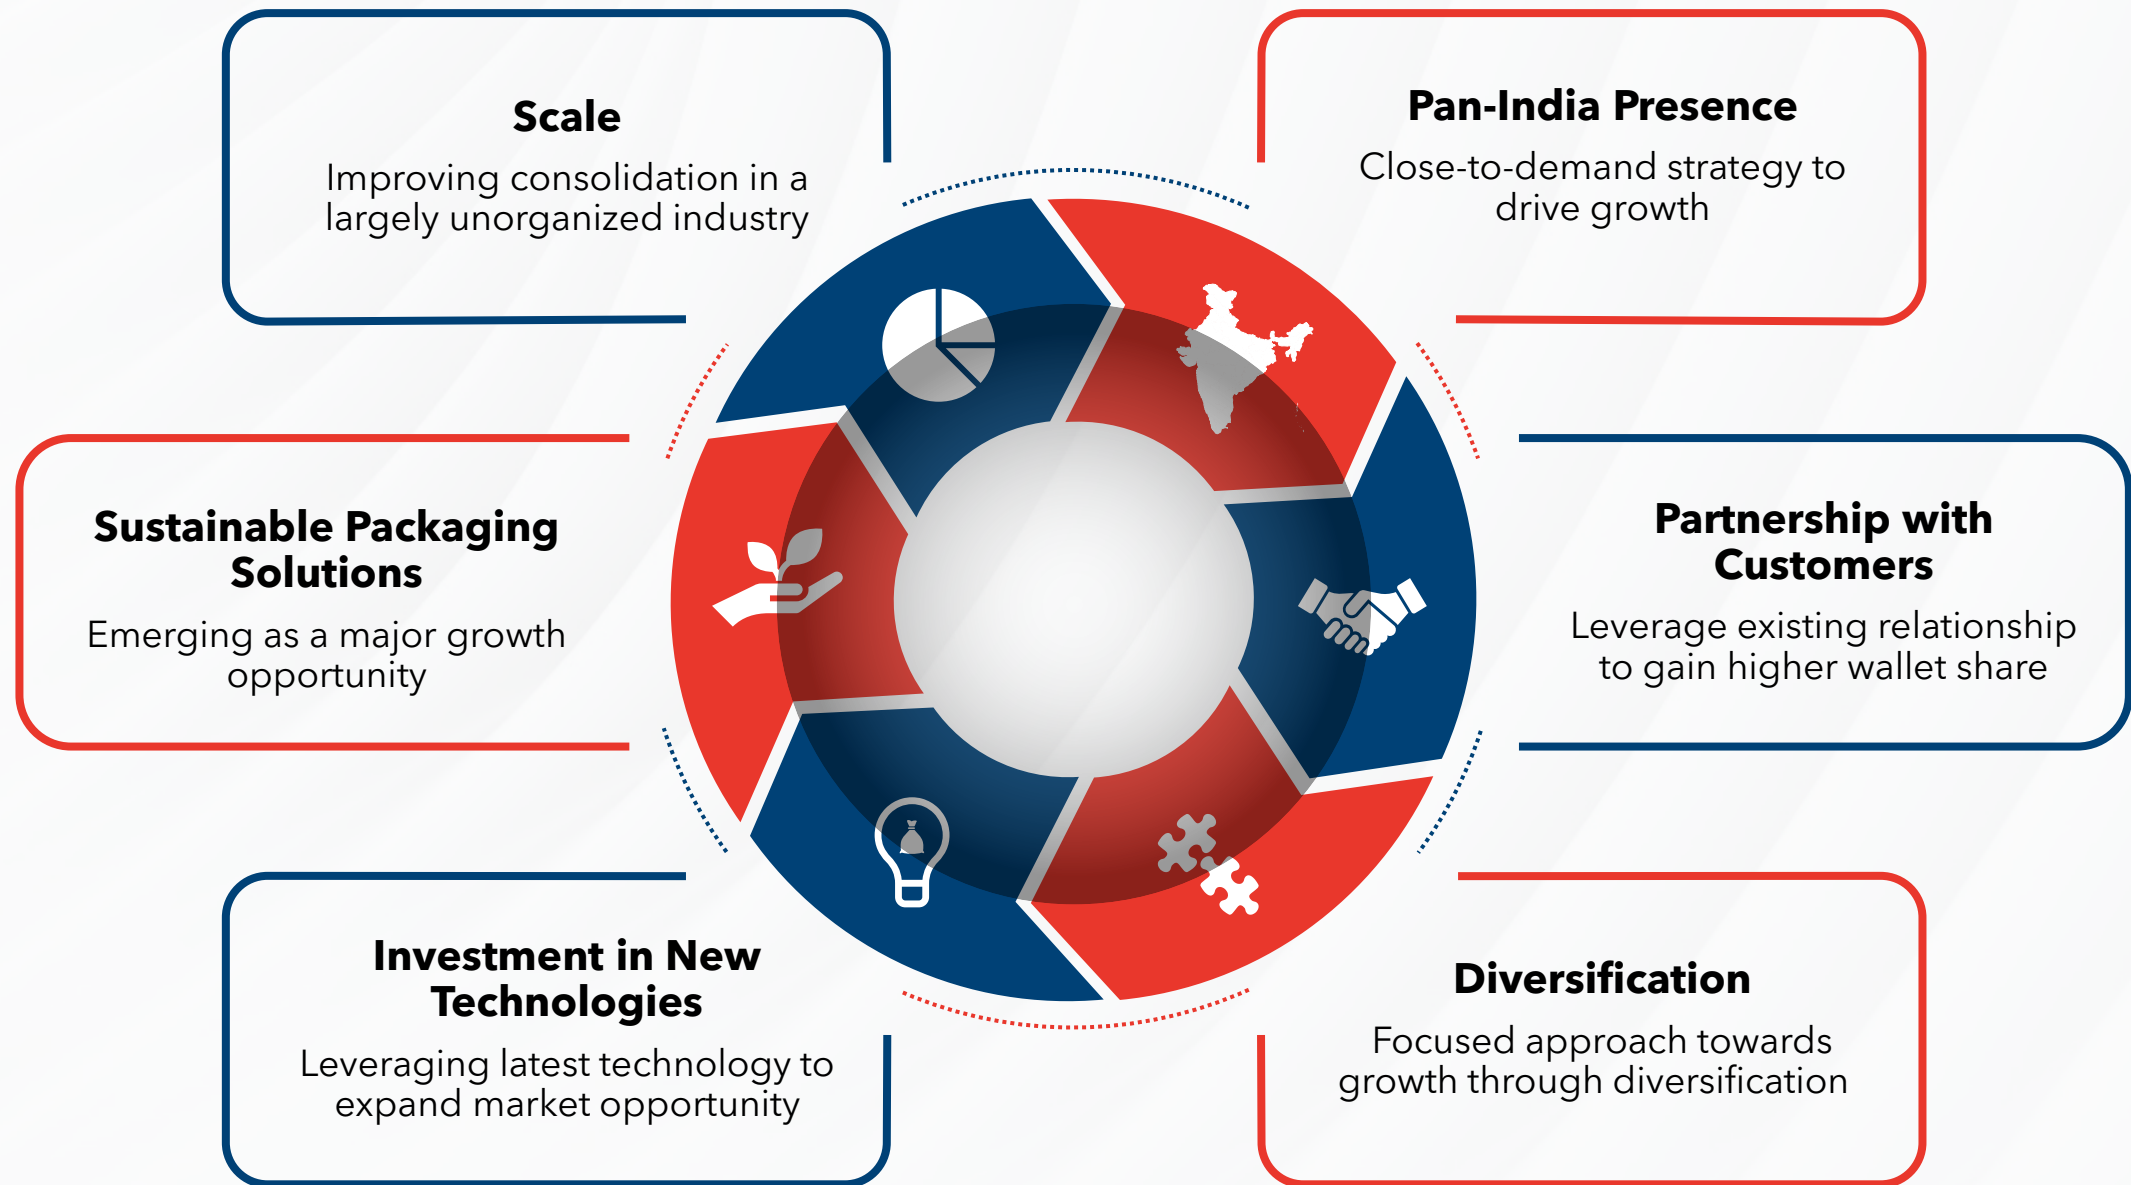 Scale
Improving consolidation in a
largely unorganized industry
Pan-India Presence
Close-to-demand strategy to
drive growth
Sustainable Packaging
Solutions
Emerging as a major growth
opportunity
Partnership with
Customers
Leverage existing relationship
to gain higher wallet share
Investment in New
Technologies
Leveraging latest technology to
expand market opportunity
Diversification
Focused approach towards
growth through diversification